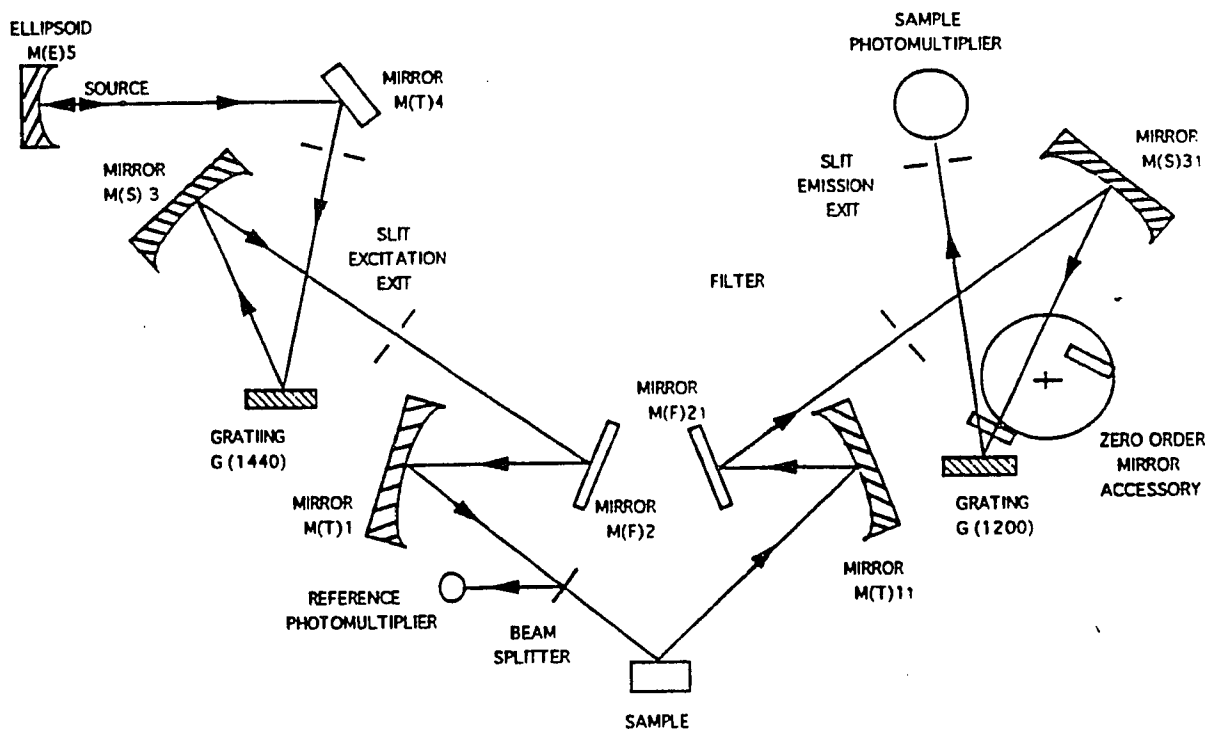 ELLIPSOID
M(E)5
SOURCE
MIRROR
M(T)4
MIRROR
M(S) 3
SLIT
EXCITATION
EXIT
GRATIING
G (1440)
MIRROR
M(T)1
MIRROR
M(F)2
REFERENCE
PHOTOMULTIPLIER
BEAM
SPLITTER
SAMPLE
SAMPLE
PHOTOMULTIPLIER
SLIT
EMISSION
EXIT
MIRROR
M(S)31
FILTER
MIRROR
M(F)21
MIRROR
M(T)11
GRATING
G (1200)
ZERO ORDER
MIRROR
ACCESSORY